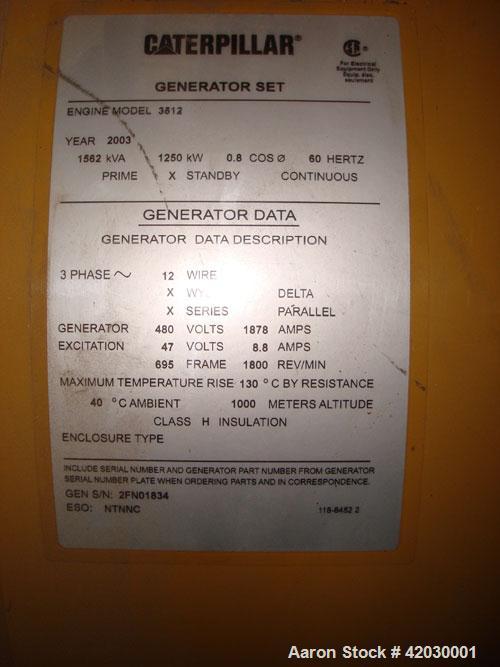 CATERPILLAR®
For Electrical
Equipment Only
Équip. élec.
seulement
GENERATOR SET
ENGINE MODEL 3512
YEAR 2003
1562 kVA 1250 kW 0.8 COS Ø 60 HERTZ
PRIME X STANDBY CONTINUOUS
GENERATOR DATA
GENERATOR DATA DESCRIPTION
3 PHASE ~ 12 WIRE
X WYE DELTA
X SERIES PARALLEL
GENERATOR 480 VOLTS 1878 AMPS
EXCITATION 47 VOLTS 8.8 AMPS
695 FRAME 1800 REV/MIN
MAXIMUM TEMPERATURE RISE 130 °C BY RESISTANCE
40 °C AMBIENT 1000 METERS ALTITUDE
CLASS H INSULATION
ENCLOSURE TYPE
INCLUDE SERIAL NUMBER AND GENERATOR PART NUMBER FROM GENERATOR
SERIAL NUMBER PLATE WHEN ORDERING PARTS AND IN CORRESPONDENCE.
GEN S/N: 2FN01834
ESO: NTNNC 118-8452 2
Aaron Stock # 42030001